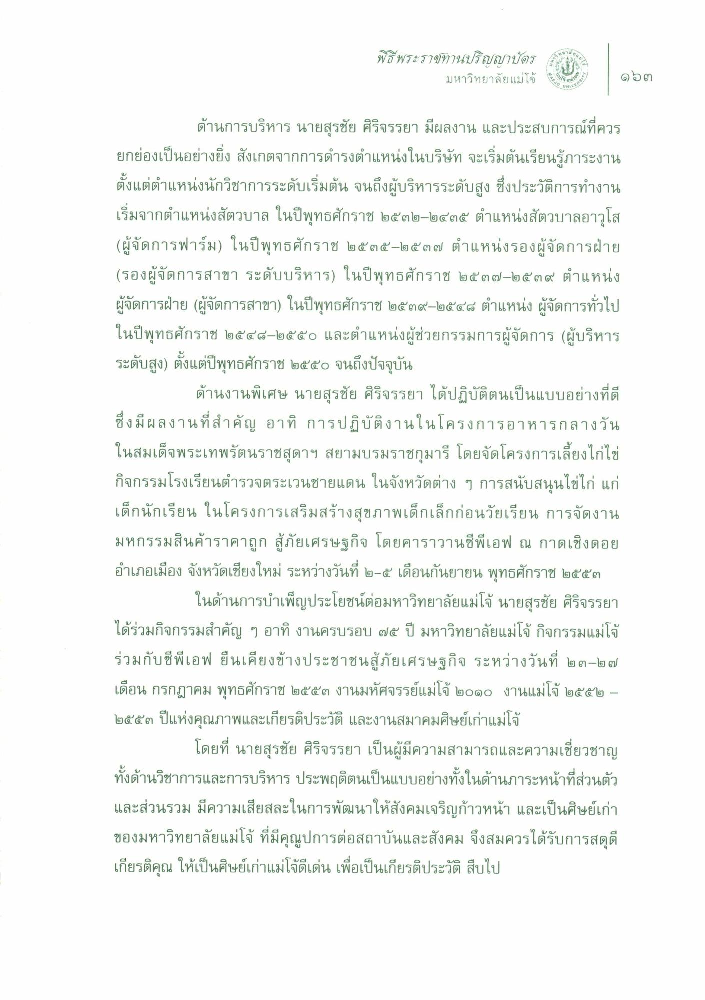 พิธีพระราชทานปริญญาบัตร
มหาวิทยาลัยแม่โจ้
มหาวิทยาลัยแม่โจ้
MAEJO UNIVERSITY
๑๖๓
ด้านการบริหาร นายสุรชัย ศิริจรรยา มีผลงาน และประสบการณ์ที่ควร
ยกย่องเป็นอย่างยิ่ง สังเกตจากการดำรงตำแหน่งในบริษัท จะเริ่มต้นเรียนรู้ภาระงาน
ตั้งแต่ตำแหน่งนักวิชาการระดับเริ่มต้น จนถึงผู้บริหารระดับสูง ซึ่งประวัติการทำงาน
เริ่มจากตำแหน่งสัตวบาล ในปีพุทธศักราช ๒๕๓๒–๒๔๓๕ ตำแหน่งสัตวบาลอาวุโส
(ผู้จัดการฟาร์ม) ในปีพุทธศักราช ๒๕๓๕–๒๕๓๗ ตำแหน่งรองผู้จัดการฝ่าย
(รองผู้จัดการสาขา ระดับบริหาร) ในปีพุทธศักราช ๒๕๓๗–๒๕๓๙ ตำแหน่ง
ผู้จัดการฝ่าย (ผู้จัดการสาขา) ในปีพุทธศักราช ๒๕๓๙–๒๕๔๘ ตำแหน่ง ผู้จัดการทั่วไป
ในปีพุทธศักราช ๒๕๔๘–๒๕๕๐ และตำแหน่งผู้ช่วยกรรมการผู้จัดการ (ผู้บริหาร
ระดับสูง) ตั้งแต่ปีพุทธศักราช ๒๕๕๐ จนถึงปัจจุบัน
ด้านงานพิเศษ นายสุรชัย ศิริจรรยา ได้ปฏิบัติตนเป็นแบบอย่างที่ดี
ซึ่งมีผลงานที่สำคัญ อาทิ การปฏิบัติงานในโครงการอาหารกลางวัน
ในสมเด็จพระเทพรัตนราชสุดาฯ สยามบรมราชกุมารี โดยจัดโครงการเลี้ยงไก่ไข่
กิจกรรมโรงเรียนตำรวจตระเวนชายแดน ในจังหวัดต่าง ๆ การสนับสนุนไข่ไก่ แก่
เด็กนักเรียน ในโครงการเสริมสร้างสุขภาพเด็กเล็กก่อนวัยเรียน การจัดงาน
มหกรรมสินค้าราคาถูก สู้ภัยเศรษฐกิจ โดยคาราวานซีพีเอฟ ณ กาดเชิงดอย
อำเภอเมือง จังหวัดเชียงใหม่ ระหว่างวันที่ ๒-๕ เดือนกันยายน พุทธศักราช ๒๕๕๓
ในด้านการบำเพ็ญประโยชน์ต่อมหาวิทยาลัยแม่โจ้ นายสุรชัย ศิริจรรยา
ได้ร่วมกิจกรรมสำคัญ ๆ อาทิ งานครบรอบ ๗๕ ปี มหาวิทยาลัยแม่โจ้ กิจกรรมแม่โจ้
ร่วมกับซีพีเอฟ ยืนเคียงข้างประชาชนสู้ภัยเศรษฐกิจ ระหว่างวันที่ ๒๓–๒๗
เดือน กรกฎาคม พุทธศักราช ๒๕๕๓ งานมหัศจรรย์แม่โจ้ ๒๐๑๐ งานแม่โจ้ ๒๕๕๒ –
๒๕๕๓ ปีแห่งคุณภาพและเกียรติประวัติ และงานสมาคมศิษย์เก่าแม่โจ้
โดยที่ นายสุรชัย ศิริจรรยา เป็นผู้มีความสามารถและความเชี่ยวชาญ
ทั้งด้านวิชาการและการบริหาร ประพฤติตนเป็นแบบอย่างทั้งในด้านภาระหน้าที่ส่วนตัว
และส่วนรวม มีความเสียสละในการพัฒนาให้สังคมเจริญก้าวหน้า และเป็นศิษย์เก่า
ของมหาวิทยาลัยแม่โจ้ ที่มีคุณูปการต่อสถาบันและสังคม จึงสมควรได้รับการสดุดี
เกียรติคุณ ให้เป็นศิษย์เก่าแม่โจ้ดีเด่น เพื่อเป็นเกียรติประวัติ สืบไป